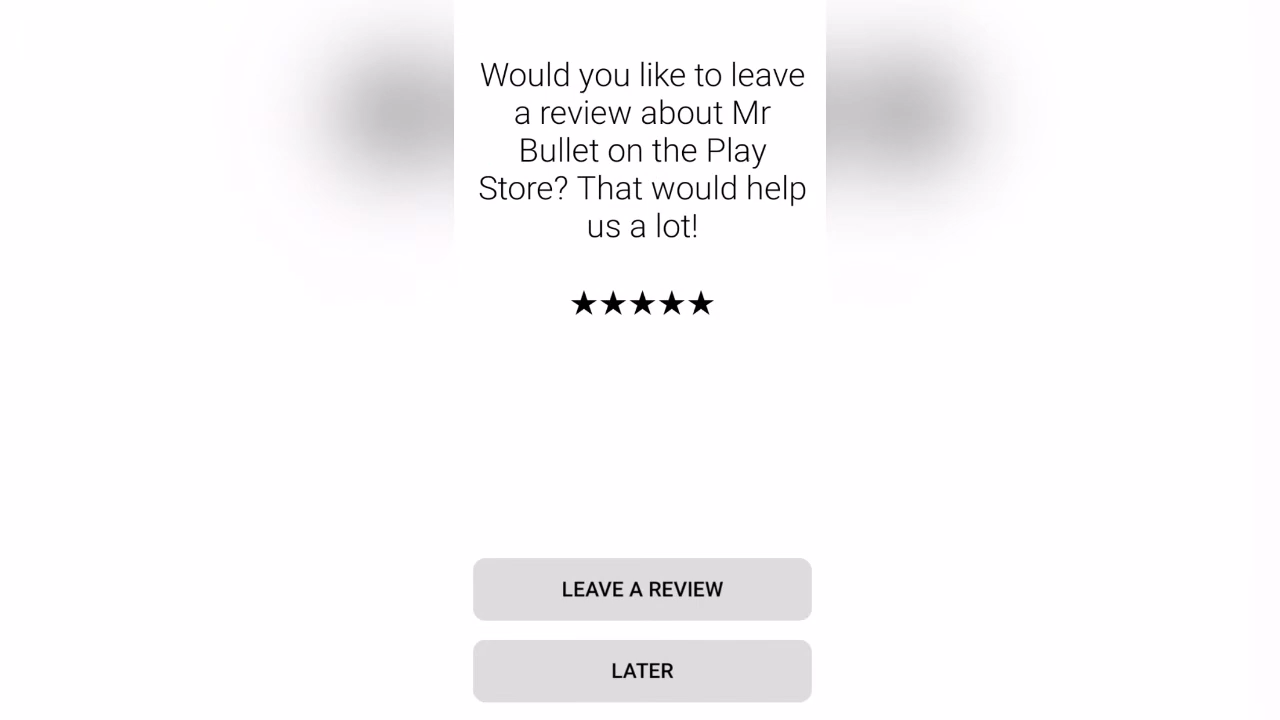 Would you like to leave
a review about Mr
Bullet on the Play
Store? That would help
us a lot!
★★★★★
LEAVE A REVIEW
LATER